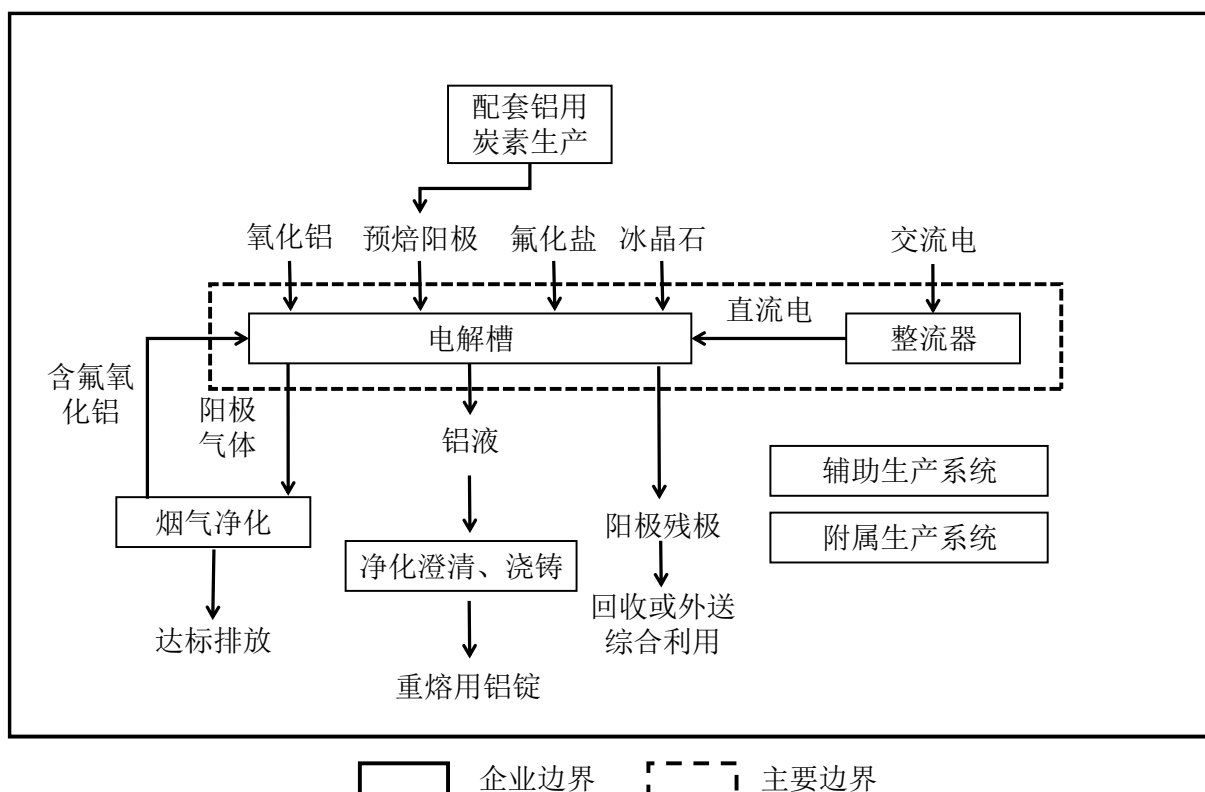 配套铝用
炭素生产
氧化铝
预焙阳极
氟化盐
冰晶石
交流电
直流电
电解槽
整流器
含氟氧
化铝
阳极
气体
铝液
辅助生产系统
烟气净化
阳极残极
附属生产系统
净化澄清、浇铸
回收或外送
综合利用
达标排放
重熔用铝锭
企业边界
主要边界